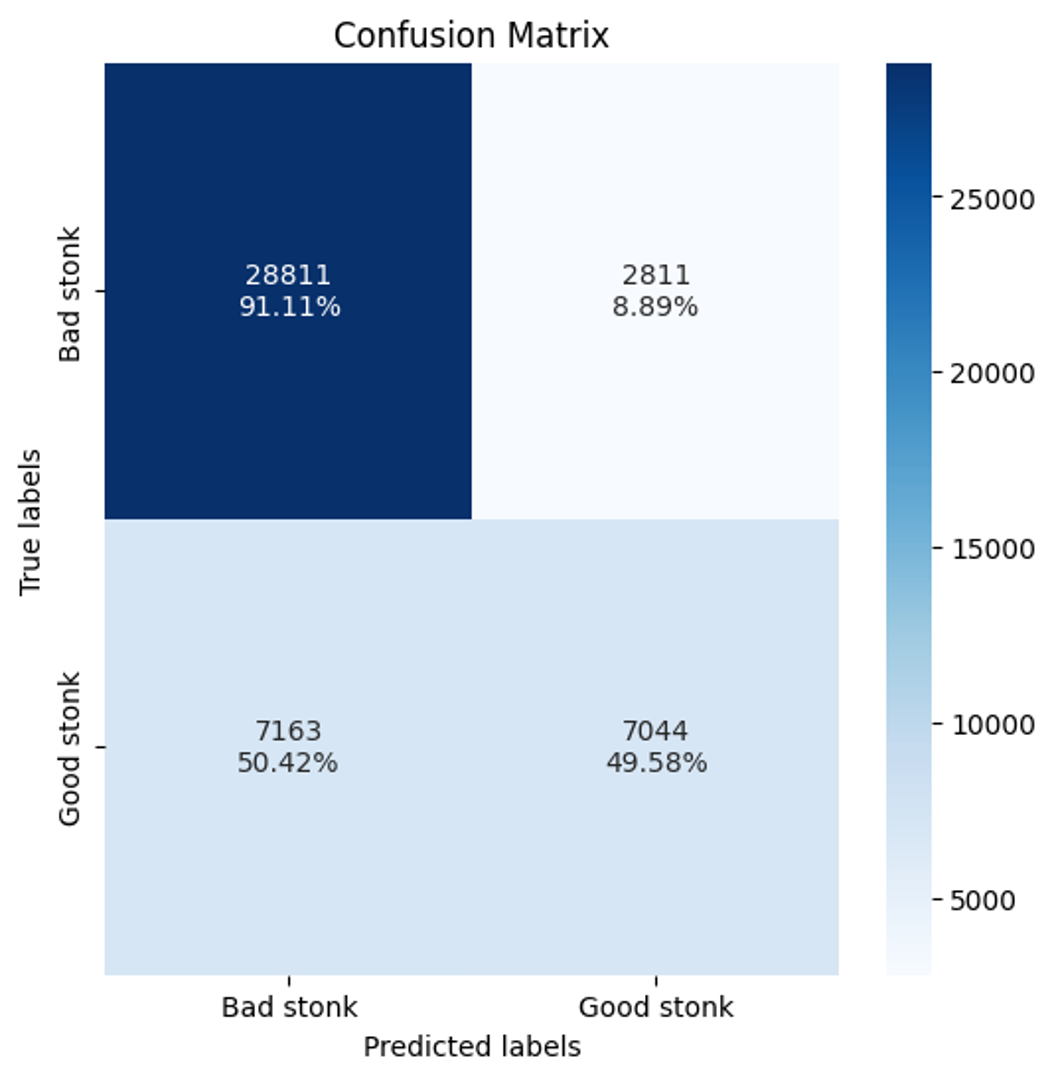 Confusion Matrix
True labels
Bad stonk
Good stonk
28811
91.11%
2811
8.89%
7163
50.42%
7044
49.58%
Bad stonk
Good stonk
Predicted labels
25000
20000
15000
10000
5000